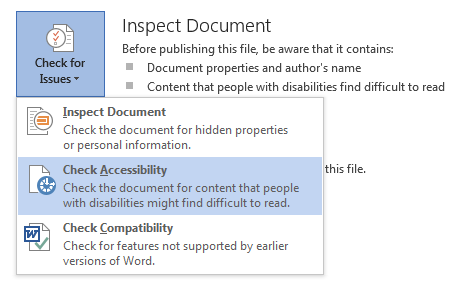 Inspect Document
Check for
Issues
Before publishing this file, be aware that it contains:
Document properties and author's name
Content that people with disabilities find difficult to read
Inspect Document
Check the document for hidden properties
or personal information.
Check Accessibility
Check the document for content that people
with disabilities might find difficult to read.
this file.
Check Compatibility
Check for features not supported by earlier
versions of Word.